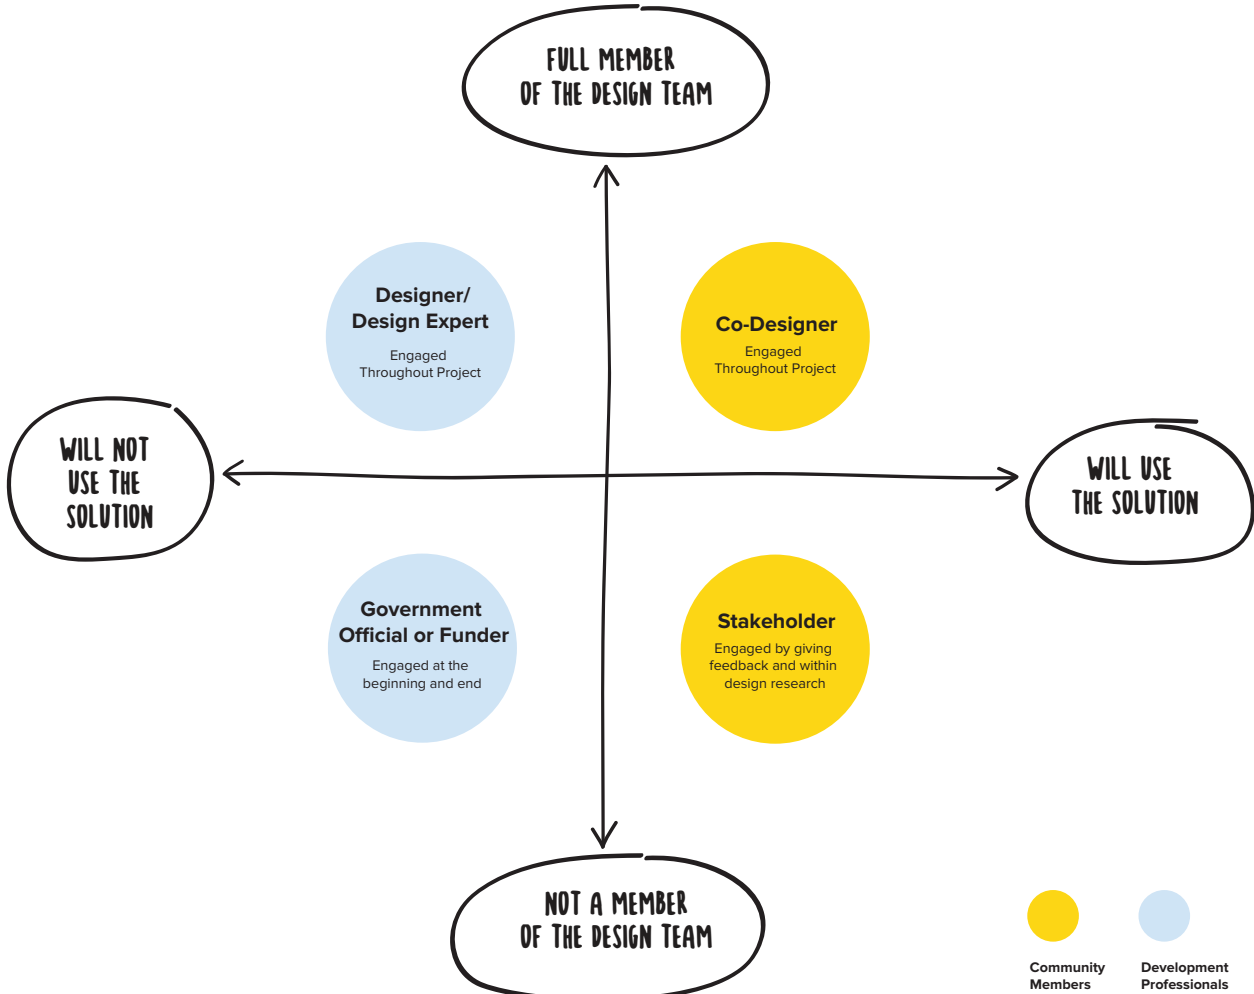 FULL MEMBER
OF THE DESIGN TEAM
Designer/
Design Expert
Engaged
Throughout Project
Co-Designer
Engaged
Throughout Project
WILL NOT
USE THE
SOLUTION
WILL USE
THE SOLUTION
Government
Official or Funder
Engaged at the
beginning and end
Stakeholder
Engaged by giving
feedback and within
design research
NOT A MEMBER
OF THE DESIGN TEAM
Community
Members
Development
Professionals